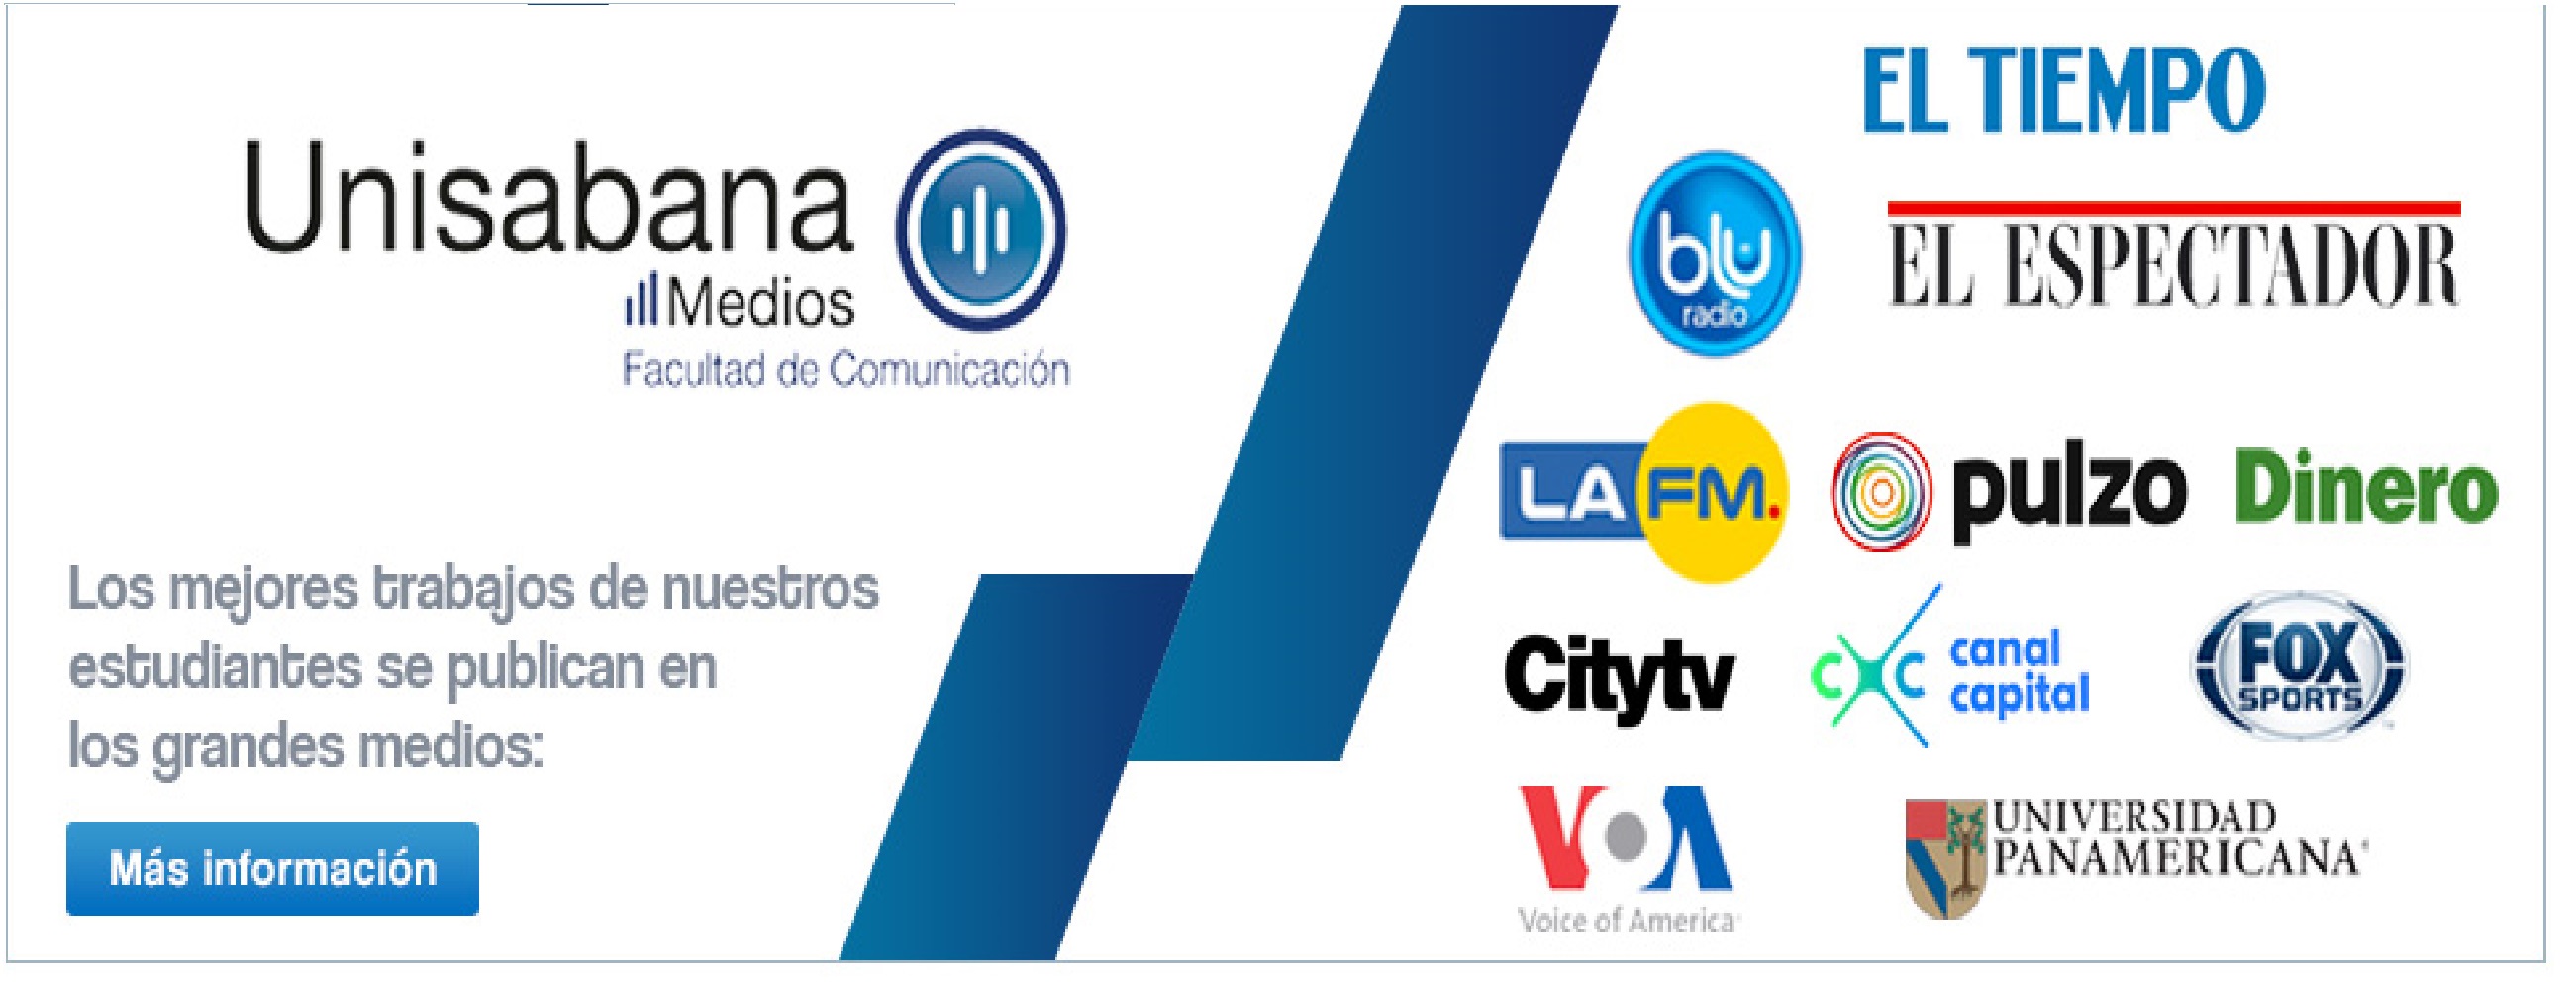 Unisabana
Medios
Facultad de Comunicación
Los mejores trabajos de nuestros
estudiantes se publican en
los grandes medios:
Más información
EL TIEMPO
blu
radio
EL ESPECTADOR
LA FM.
pulzo
Dinero
Citytv
cxc
canal
capital
FOX
SPORTS
VOA
Voice of America
UNIVERSIDAD
PANAMERICANA